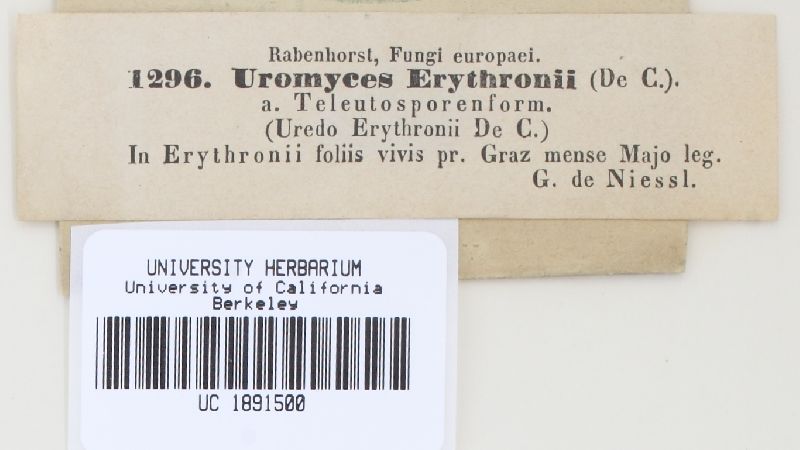 Rabenhorst, Fungi europaei.
1296. Uromyces Erythronii (De C.).
a. Teleutosporenform.
(Uredo Erythronii De C.)
In Erythronii foliis vivis pr. Graz mense Majo leg.
G. de Niessl.
UNIVERSITY HERBARIUM
University of California
Berkeley
UC 1891500